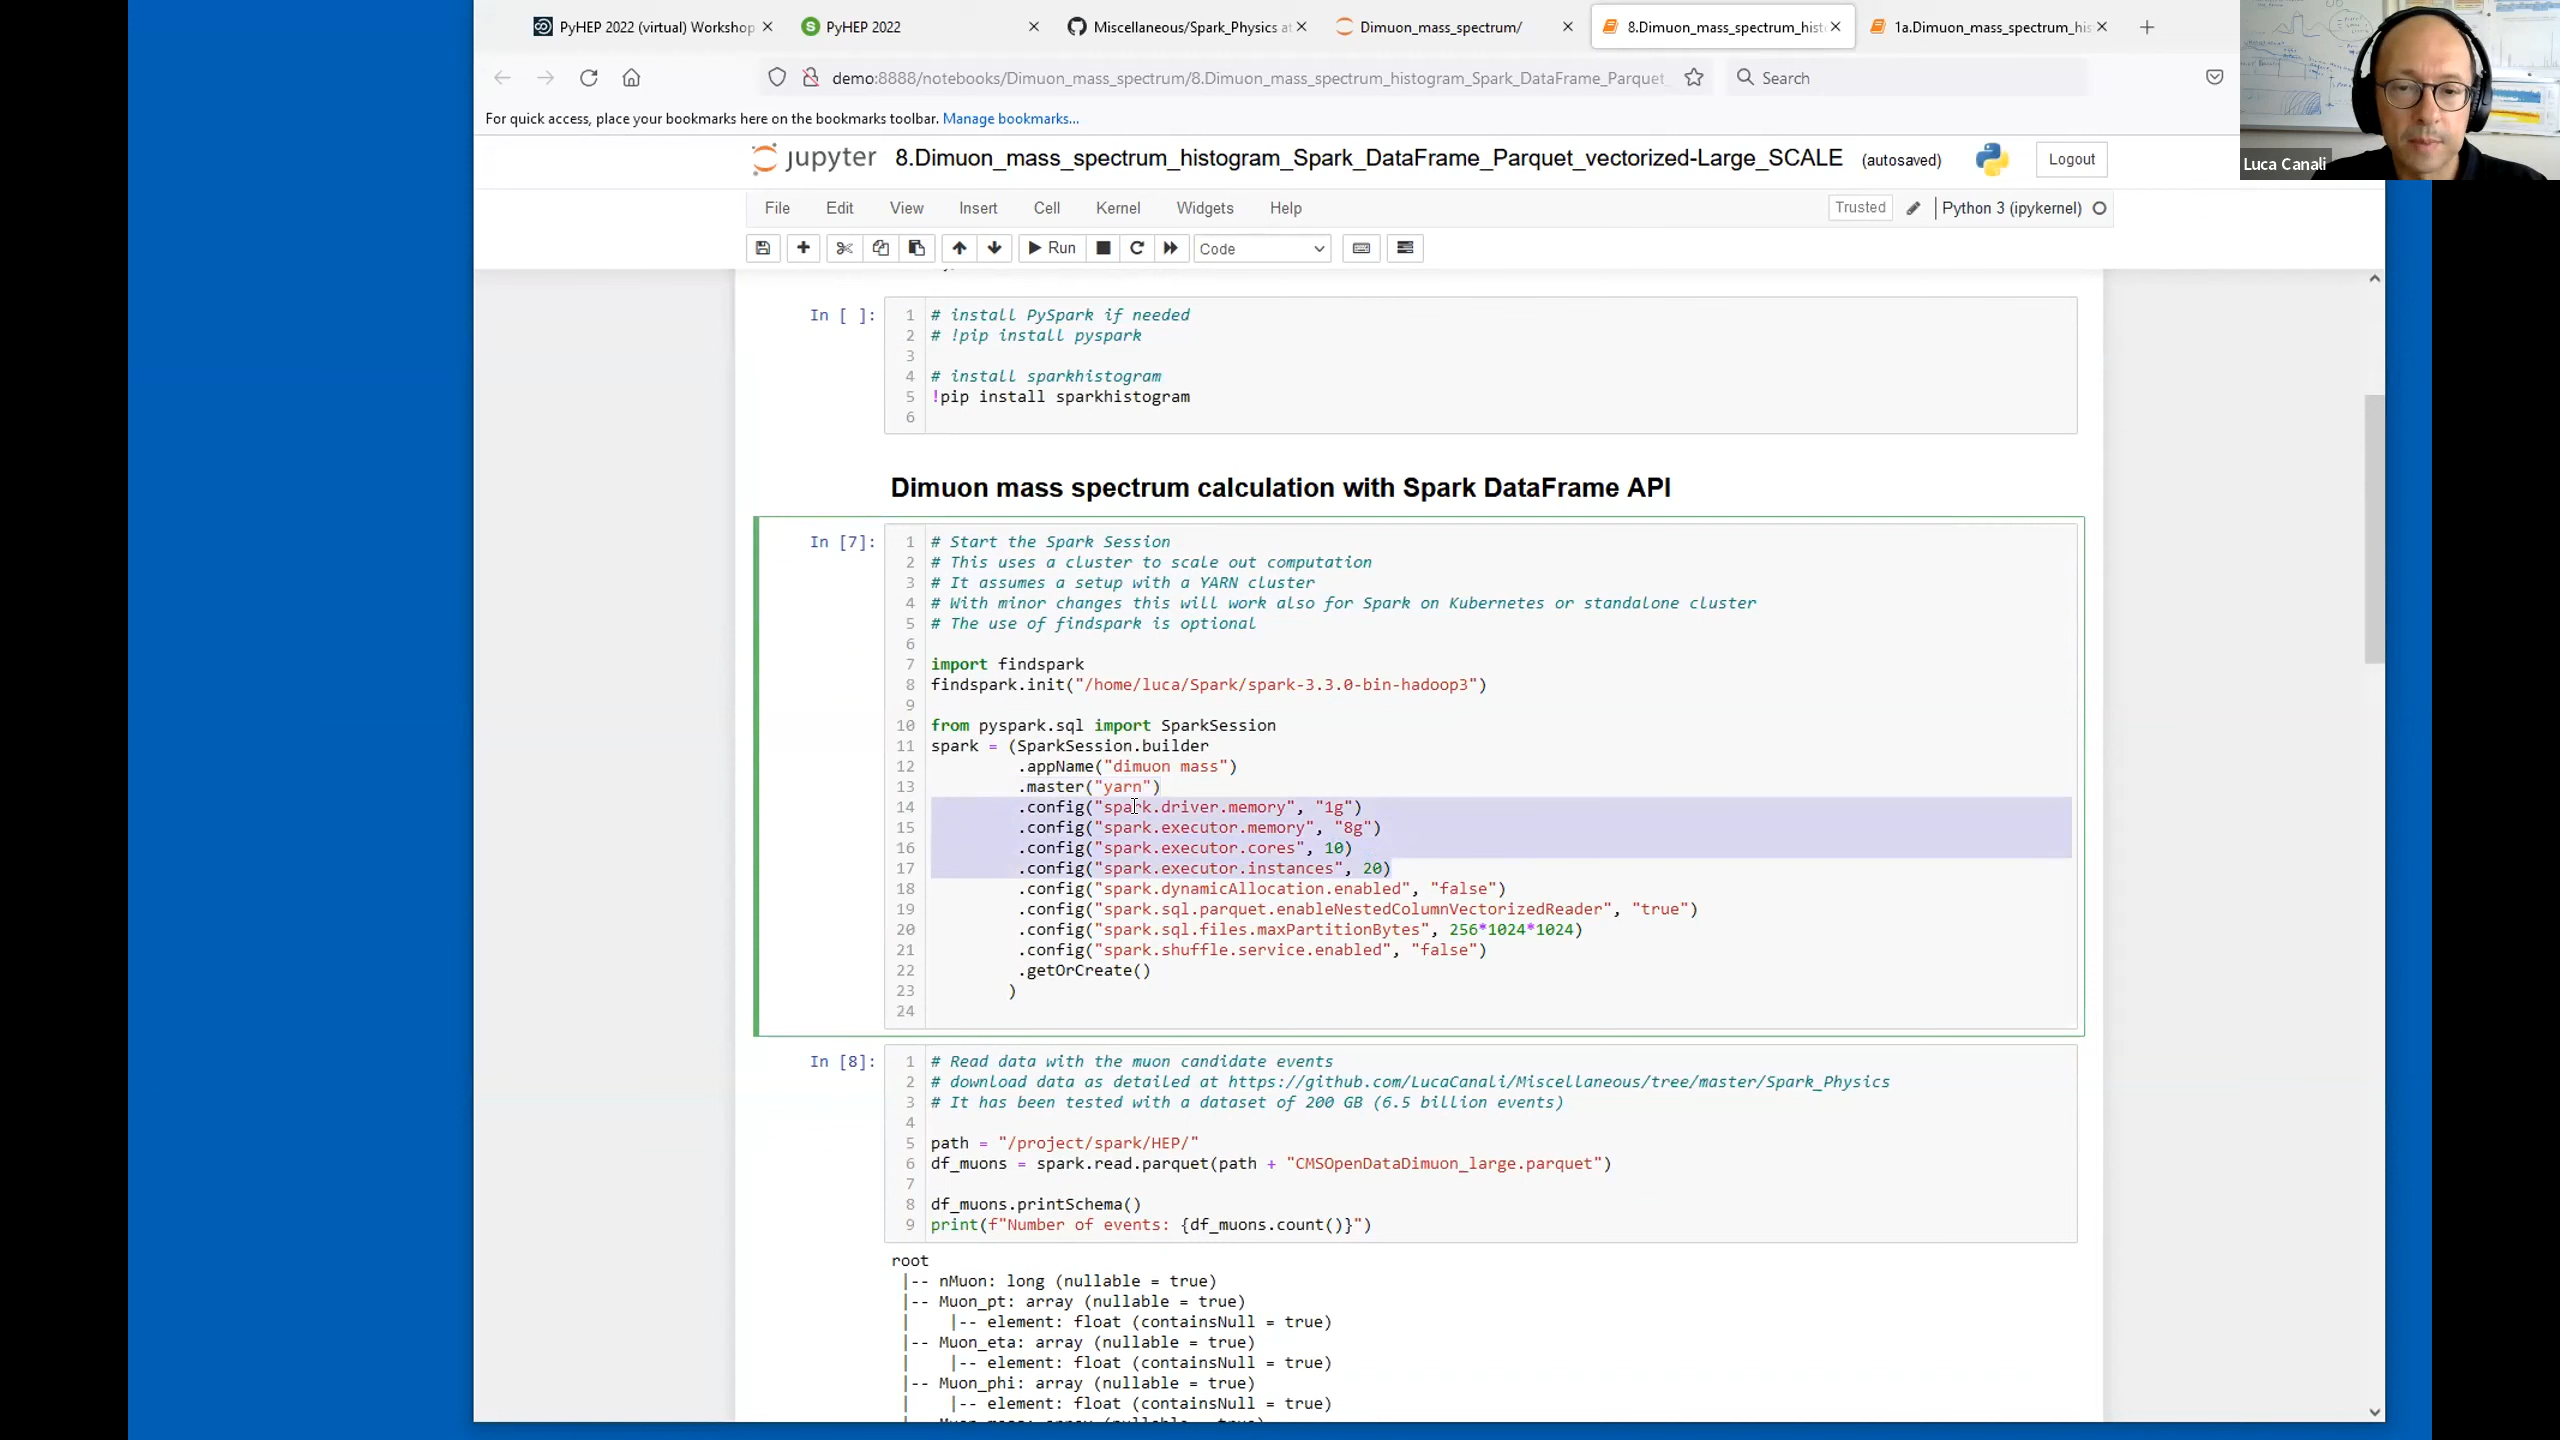 PyHEP 2022 (virtual) Workshop
PyHEP 2022
Miscellaneous/Spark_Physics at
Dimuon_mass_spectrum/
8.Dimuon_mass_spectrum_hist
1a.Dimuon_mass_spectrum_his
demo:8888/notebooks/Dimuon_mass_spectrum/8.Dimuon_mass_spectrum_histogram_Spark_DataFrame_Parquet_
Search
For quick access, place your bookmarks here on the bookmarks toolbar. Manage bookmarks...
Luca Canali
jupyter 8.Dimuon_mass_spectrum_histogram_Spark_DataFrame_Parquet_vectorized-Large_SCALE (autosaved)
Logout
File Edit View Insert Cell Kernel Widgets Help
Trusted
Python 3 (ipykernel)
Run
Code
In [ ]:
1 # install PySpark if needed
2 # !pip install pyspark
3
4 # install sparkhistogram
5 !pip install sparkhistogram
6
Dimuon mass spectrum calculation with Spark DataFrame API
In [7]:
1 # Start the Spark Session
2 # This uses a cluster to scale out computation
3 # It assumes a setup with a YARN cluster
4 # With minor changes this will work also for Spark on Kubernetes or standalone cluster
5 # The use of findspark is optional
6
7 import findspark
8 findspark.init("/home/luca/Spark/spark-3.3.0-bin-hadoop3")
9
10 from pyspark.sql import SparkSession
11 spark = (SparkSession.builder
12 .appName("dimuon mass")
13 .master("yarn")
14 .config("spark.driver.memory", "1g")
15 .config("spark.executor.memory", "8g")
16 .config("spark.executor.cores", 10)
17 .config("spark.executor.instances", 20)
18 .config("spark.dynamicAllocation.enabled", "false")
19 .config("spark.sql.parquet.enableNestedColumnVectorizedReader", "true")
20 .config("spark.sql.files.maxPartitionBytes", 256*1024*1024)
21 .config("spark.shuffle.service.enabled", "false")
22 .getOrCreate()
23 )
24
In [8]:
1 # Read data with the muon candidate events
2 # download data as detailed at https://github.com/LucaCanali/Miscellaneous/tree/master/Spark_Physics
3 # It has been tested with a dataset of 200 GB (6.5 billion events)
4
5 path = "/project/spark/HEP/"
6 df_muons = spark.read.parquet(path + "CMSOpenDataDimuon_large.parquet")
7
8 df_muons.printSchema()
9 print(f"Number of events: {df_muons.count()}")
root
|-- nMuon: long (nullable = true)
|-- Muon_pt: array (nullable = true)
| |-- element: float (containsNull = true)
|-- Muon_eta: array (nullable = true)
| |-- element: float (containsNull = true)
|-- Muon_phi: array (nullable = true)
| |-- element: float (containsNull = true)